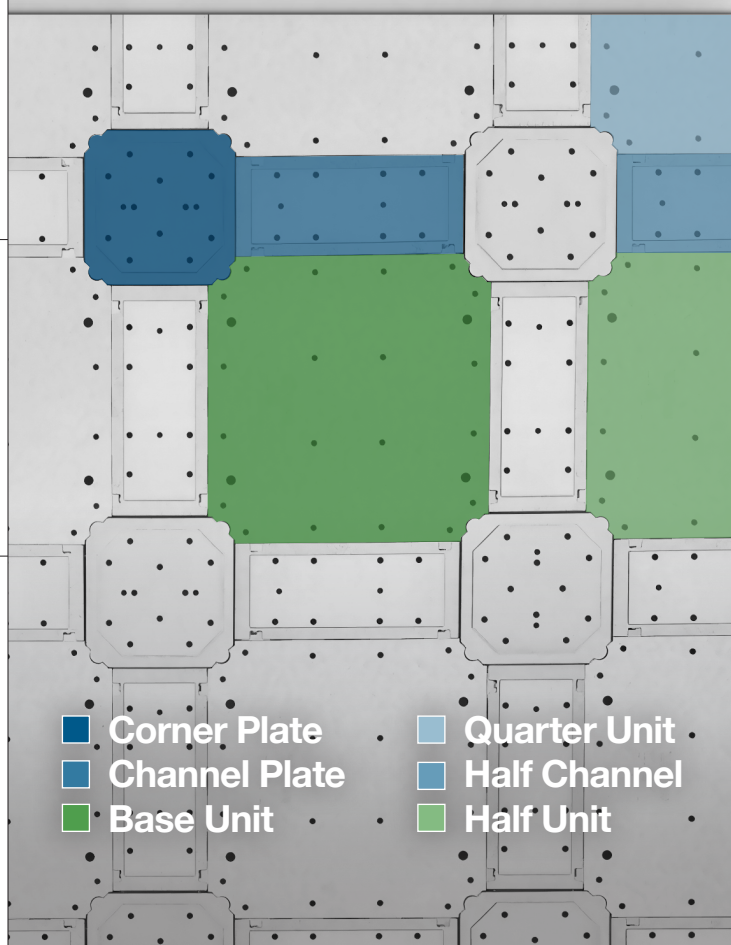 Corner Plate
Channel Plate
Base Unit
Quarter Unit
Half Channel
Half Unit